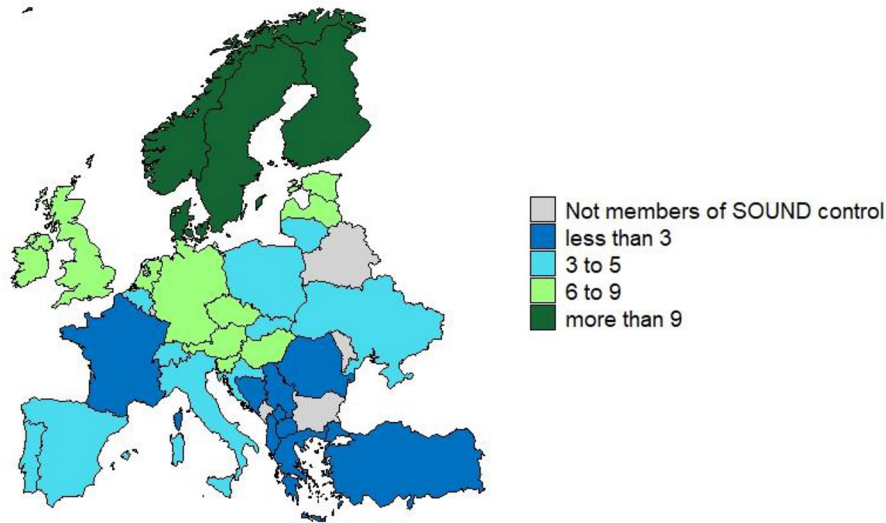 Not members of SOUND control
less than 3
3 to 5
6 to 9
more than 9